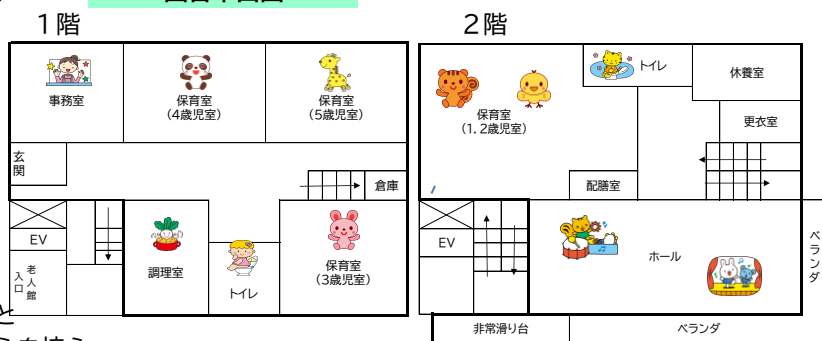 1階
2階
事務室
保育室
(4歳児室)
保育室
(5歳児室)
玄関
倉庫
EV
老人館
入口
調理室
トイレ
保育室
(3歳児室)
トイレ
休養室
保育室
(1.2歳児室)
更衣室
配膳室
EV
ホール
ベランダ
非常滑り台
ベランダ